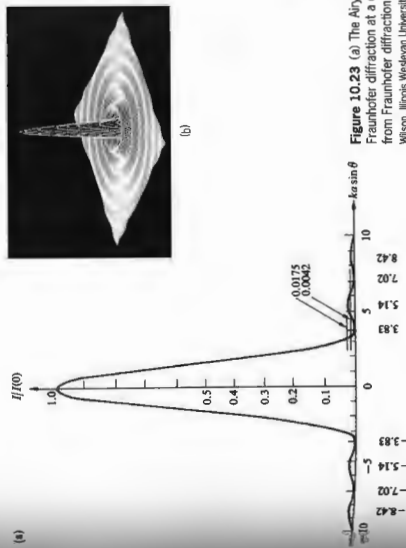 (a)
I/I(0)
1.0
0.5
0.4
0.3
0.2
0.1
0.0175
0.0042
ka sin θ
-10
-5
0
5
10
-8.42
-7.02
-5.14
-3.83
3.83
5.14
7.02
8.42
(b)
Figure 10.23 (a) The Airy
Fraunhofer diffraction at a
from Fraunhofer diffraction
Wilson, Illinois Wesleyan Universit